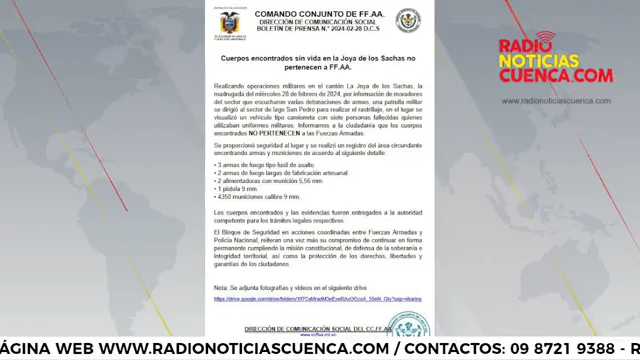 COMANDO CONJUNTO DE FF.AA.
DIRECCIÓN DE COMUNICACIÓN SOCIAL
BOLETÍN DE PRENSA N.° 2024-02-28 D.C.S
Cuerpos encontrados sin vida en la Joya de los Sachas no
pertenecen a FF.AA.
Realizando operaciones militares en el cantón La Joya de los Sachas, la
madrugada del miércoles 28 de febrero de 2024, por información de moradores
del sector que escucharon varias detonaciones de armas, una patrulla militar
se dirigió al sector de lago San Pedro para realizar el rastrillaje, en el lugar se
visualizó un vehículo tipo camioneta con siete personas fallecidas quienes
utilizaban uniformes militares. Informamos a la ciudadanía que los cuerpos
encontrados NO PERTENECEN a las Fuerzas Armadas.
Se proporcionó seguridad al lugar y se realizó un registro del área circundante
encontrando armas y municiones de acuerdo al siguiente detalle:
• 3 armas de fuego tipo fusil de asalto.
• 2 armas de fuego largas de fabricación artesanal
• 2 alimentadoras con munición 5,56 mm.
• 1 pistola 9 mm.
• 4350 municiones calibre 9 mm.
Los cuerpos encontrados y las evidencias fueron entregados a la autoridad
competente para los trámites legales respectivos.
El Bloque de Seguridad en acciones coordinadas entre Fuerzas Armadas y
Policía Nacional, reiteran una vez más su compromiso de continuar en forma
permanente cumpliendo la misión constitucional, de defensa de la soberanía e
integridad territorial, así como la protección de los derechos, libertades y
garantías de los ciudadanos.
Nota: Se adjunta fotografías y videos en el siguiente drive
DIRECCIÓN DE COMUNICACIÓN SOCIAL DEL CC.FF.AA.
RADIO
NOTICIAS
CUENCA.COM
www.radionoticiascuenca.com
ÁGINA WEB WWW.RADIONOTICIASCUENCA.COM / CONTACTOS: 09 8721 9388 - R